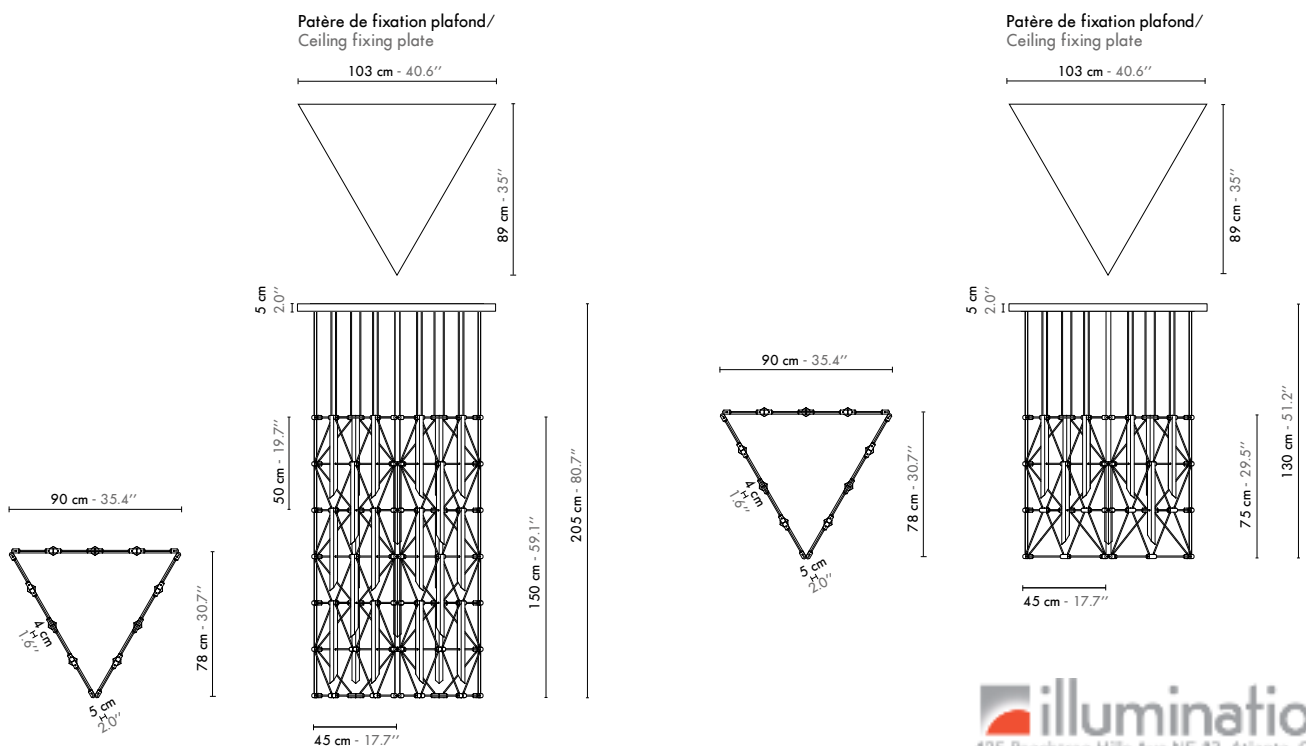 Patère de fixation plafond/
Ceiling fixing plate
103 cm - 40.6’’
89 cm - 35’’
5 cm
2.0’’
50 cm - 19.7’’
150 cm - 59.1’’
205 cm - 80.7’’
45 cm - 17.7’’
90 cm - 35.4’’
78 cm - 30.7’’
4 cm
1.6’’
5 cm
2.0’’
Patère de fixation plafond/
Ceiling fixing plate
103 cm - 40.6’’
89 cm - 35’’
5 cm
2.0’’
75 cm - 29.5’’
130 cm - 51.2’’
45 cm - 17.7’’
90 cm - 35.4’’
78 cm - 30.7’’
4 cm
1.6’’
5 cm
2.0’’
illuminatio